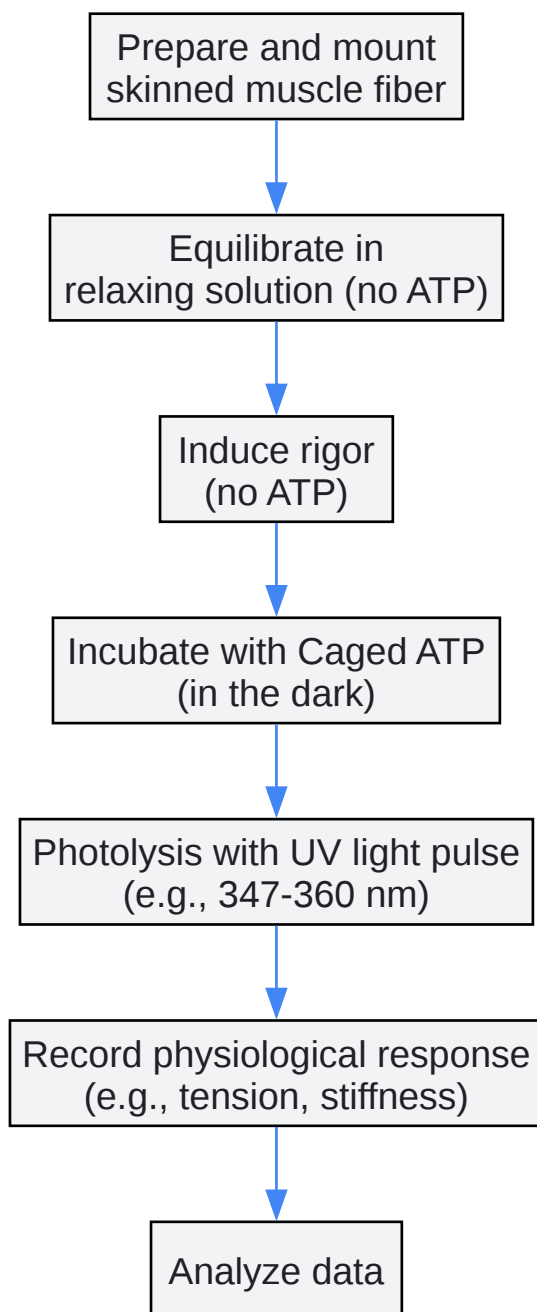 Prepare and mount
skinned muscle fiber
Equilibrate in
relaxing solution (no ATP)
Induce rigor
(no ATP)
Incubate with Caged ATP
(in the dark)
Photolysis with UV light pulse
(e.g., 347-360 nm)
Record physiological response
(e.g., tension, stiffness)
Analyze data